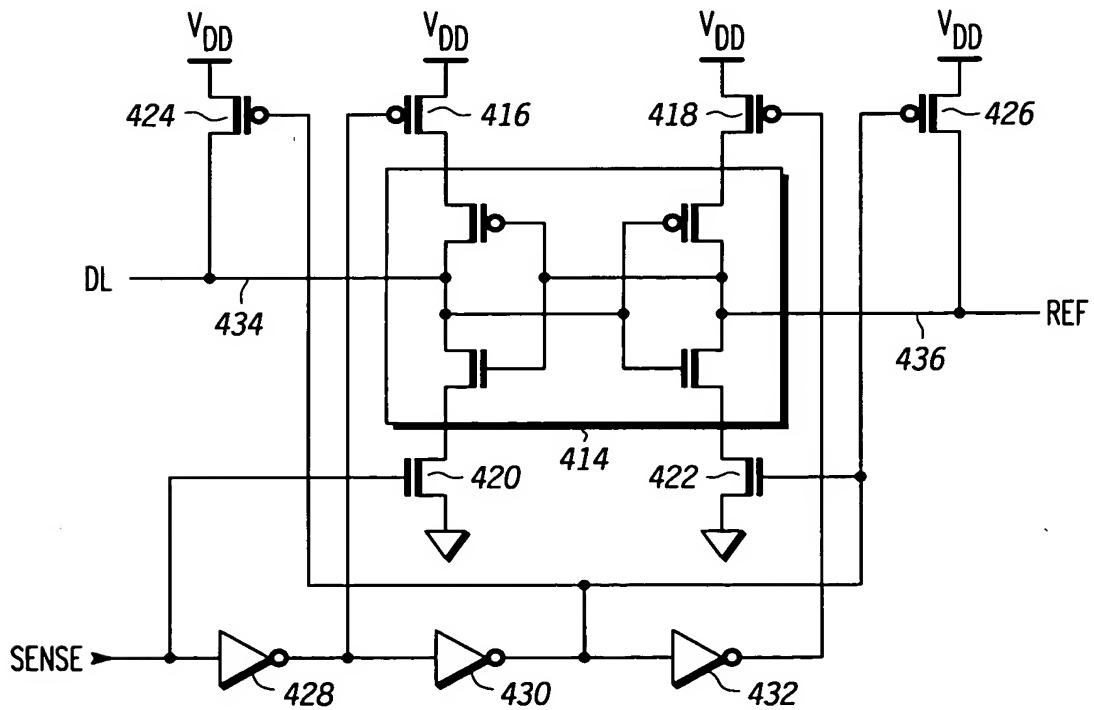 VDD VDD VDD VDD
424 416 418 426
DL 434 436 REF
414
420 422
SENSE 428 430 432